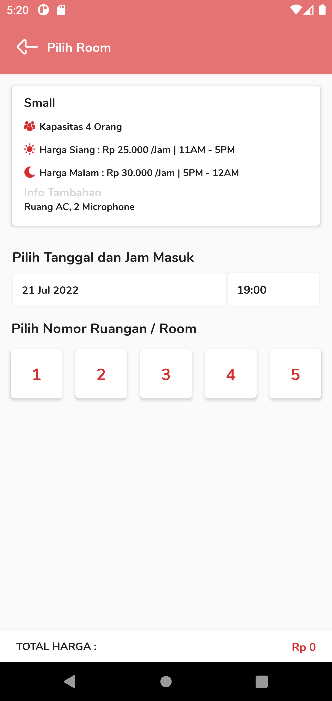 5:20
Pilih Room
Small
Kapasitas 4 Orang
Harga Siang : Rp 25.000 /Jam | 11AM - 5PM
Harga Malam : Rp 30.000 /Jam | 5PM - 12AM
Info Tambahan
Ruang AC, 2 Microphone
Pilih Tanggal dan Jam Masuk
21 Jul 2022 19:00
Pilih Nomor Ruangan / Room
1 2 3 4 5
TOTAL HARGA : Rp 0